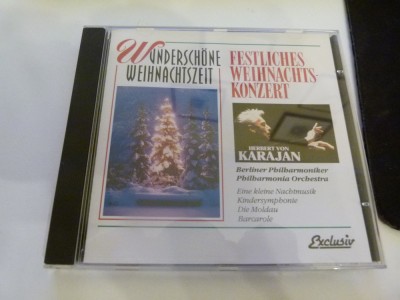 Wunderschöne
Weihnachtszeit
Festliches
Weihnachts-
konzert
HERBERT VON
KARAJAN
Berliner Philharmoniker
Philharmonia Orchestra
Eine kleine Nachtmusik
Kindersymphonie
Die Moldau
Barcarole
Exclusiv